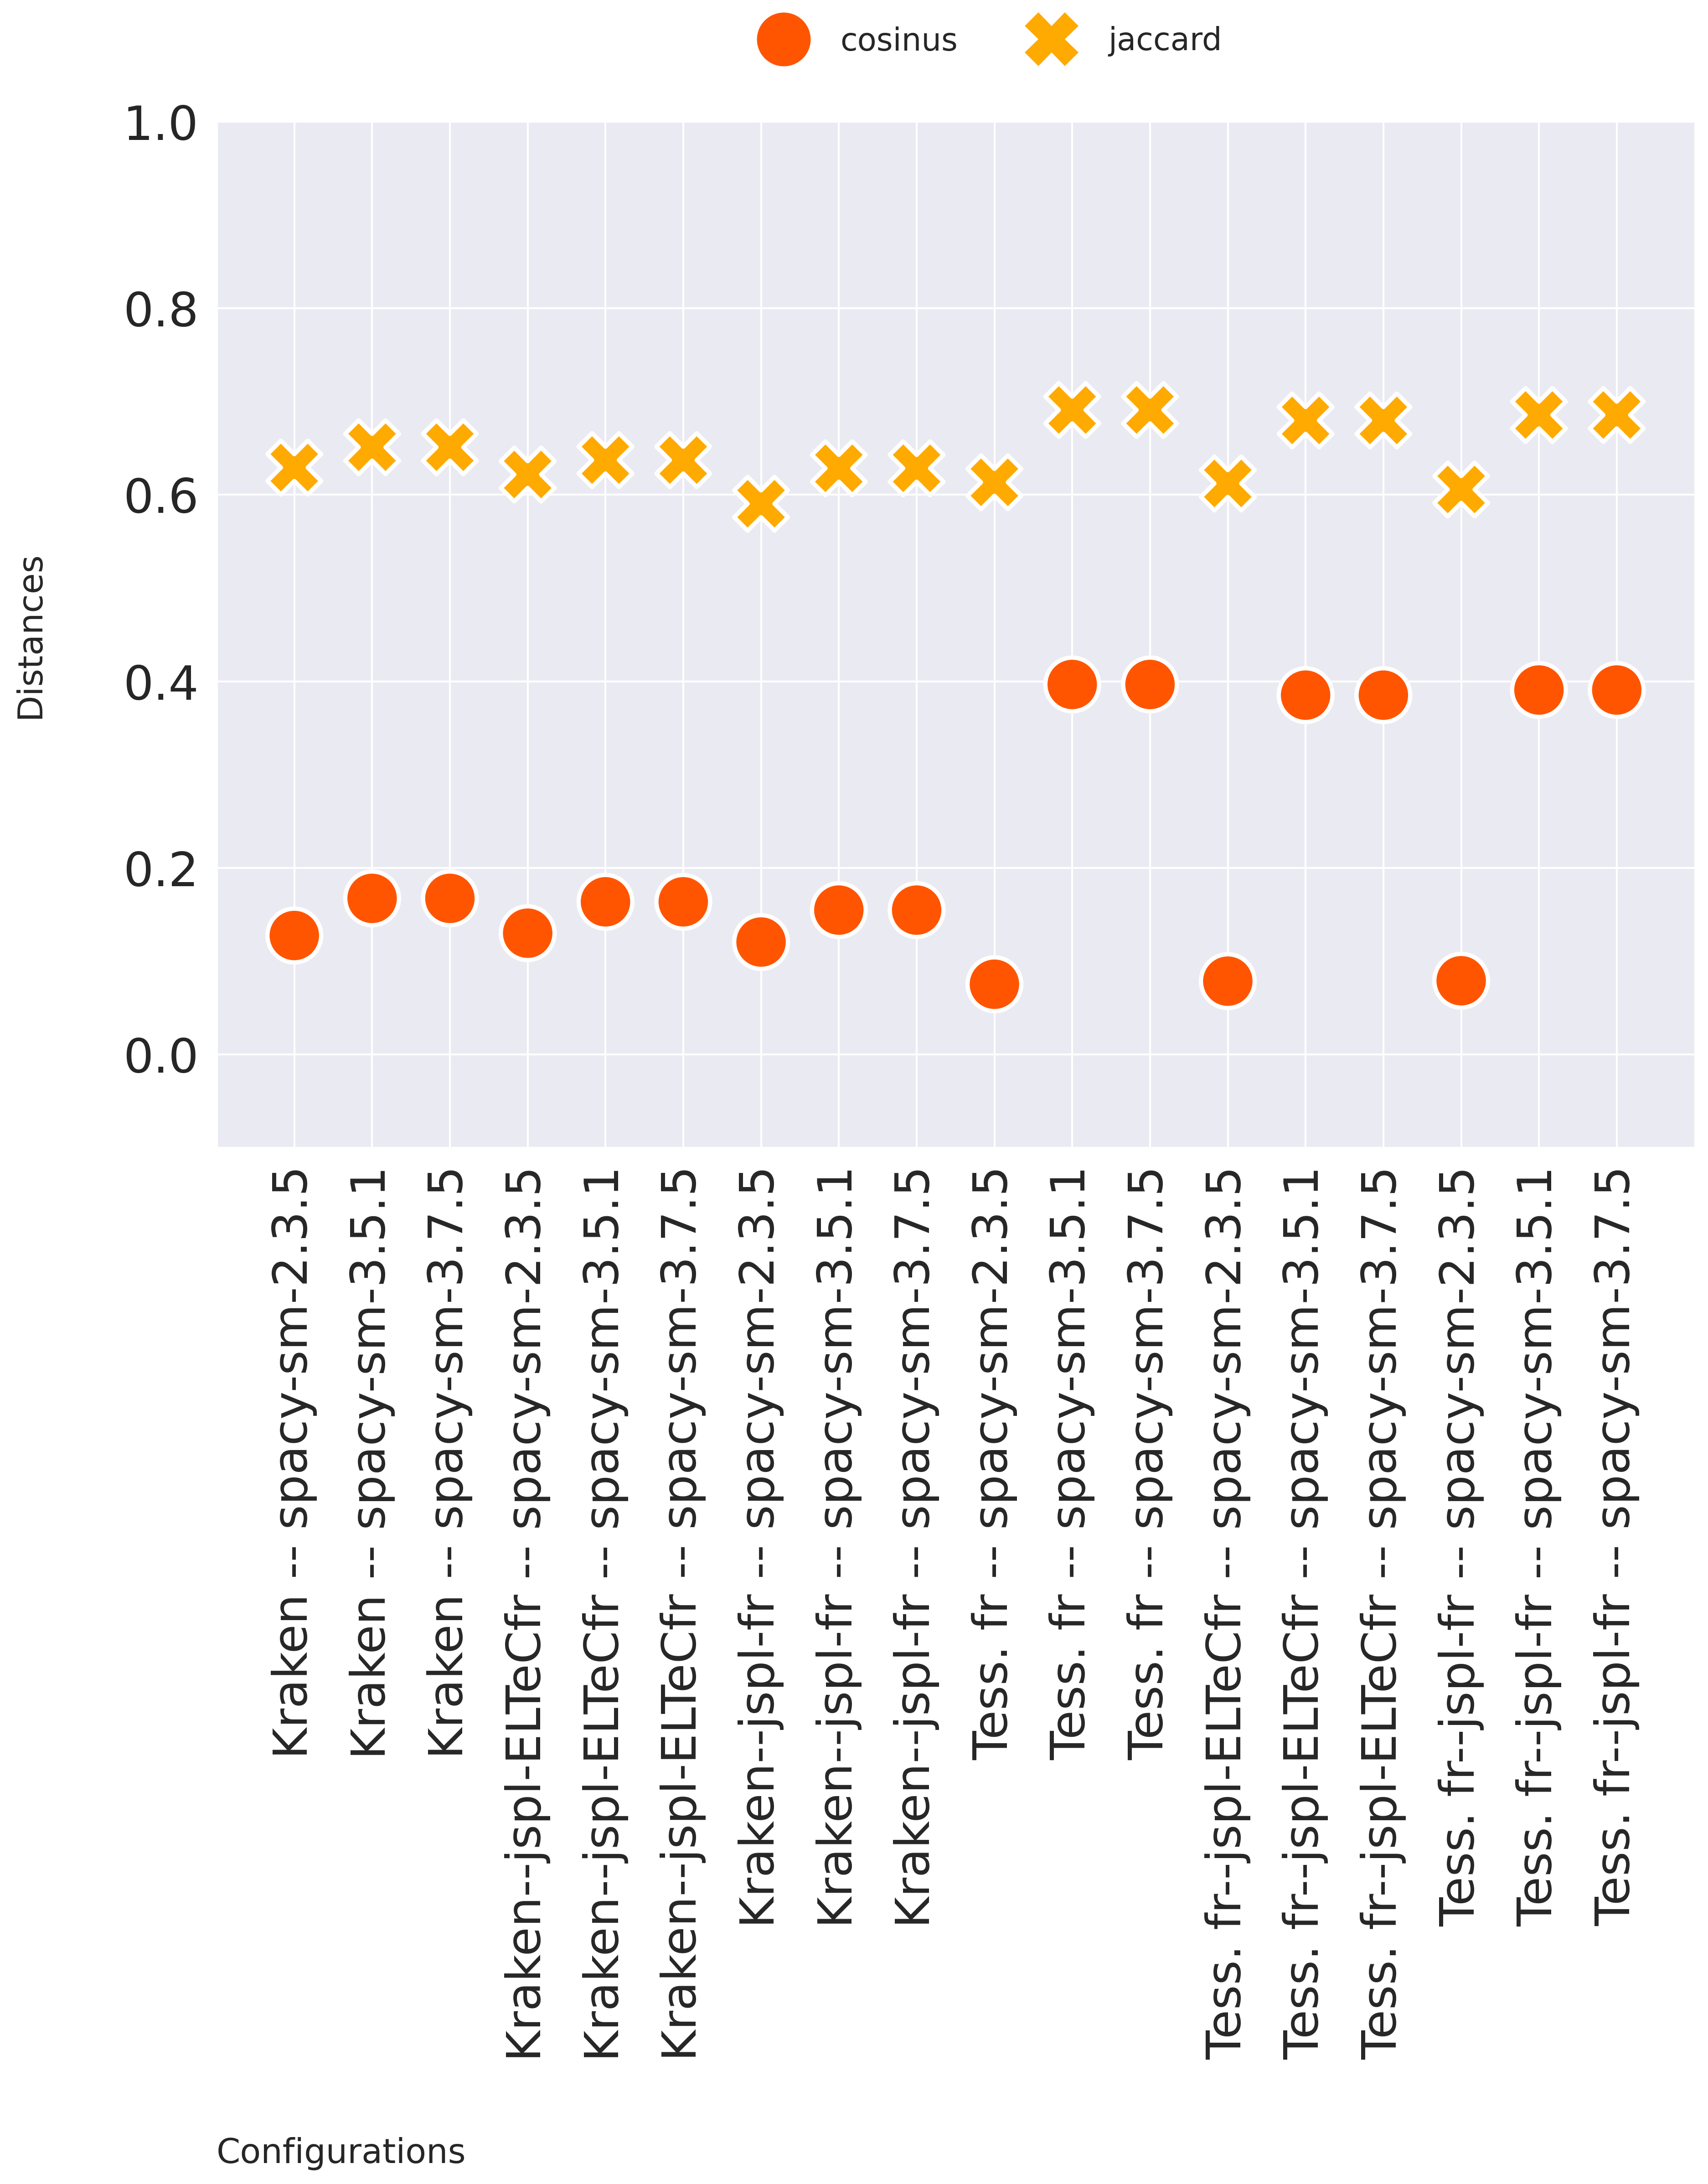 cosinus jaccard
1.0
0.8
0.6
0.4
0.2
0.0
Distances
Kraken -- spacy-sm-2.3.5
Kraken -- spacy-sm-3.5.1
Kraken -- spacy-sm-3.7.5
Kraken--jspl-ELTeCfr -- spacy-sm-2.3.5
Kraken--jspl-ELTeCfr -- spacy-sm-3.5.1
Kraken--jspl-ELTeCfr -- spacy-sm-3.7.5
Kraken--jspl-fr -- spacy-sm-2.3.5
Kraken--jspl-fr -- spacy-sm-3.5.1
Kraken--jspl-fr -- spacy-sm-3.7.5
Tess. fr -- spacy-sm-2.3.5
Tess. fr -- spacy-sm-3.5.1
Tess. fr -- spacy-sm-3.7.5
Tess. fr--jspl-ELTeCfr -- spacy-sm-2.3.5
Tess. fr--jspl-ELTeCfr -- spacy-sm-3.5.1
Tess. fr--jspl-ELTeCfr -- spacy-sm-3.7.5
Tess. fr--jspl-fr -- spacy-sm-2.3.5
Tess. fr--jspl-fr -- spacy-sm-3.5.1
Tess. fr--jspl-fr -- spacy-sm-3.7.5
Configurations